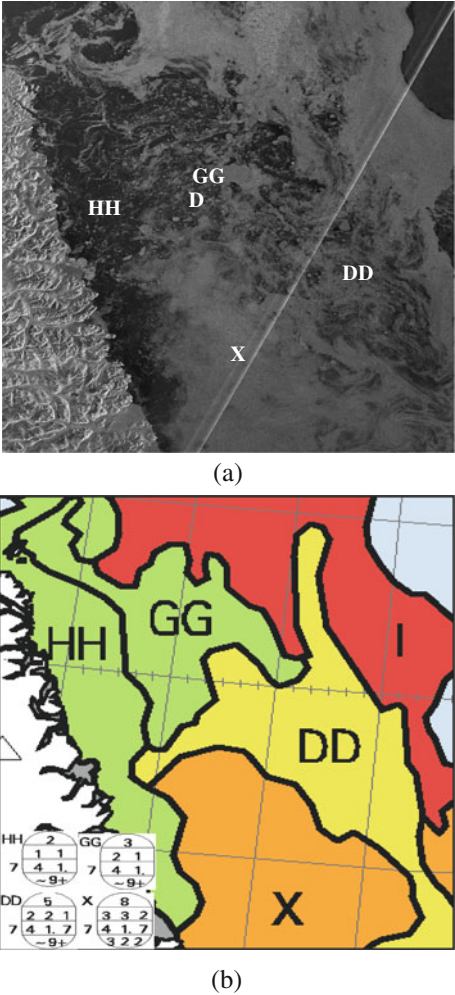 GG
HH D
DD
X
(a)
HH GG I
DD
X
HH 2 GG 3
1 1 2 1
7 4 1. 7 4 1.
~9+ ~9+
DD 5 X 8
2 2 1 3 3 2
7 4 1. 7 7 4 1. 7
~9+ 3 2 2
(b)